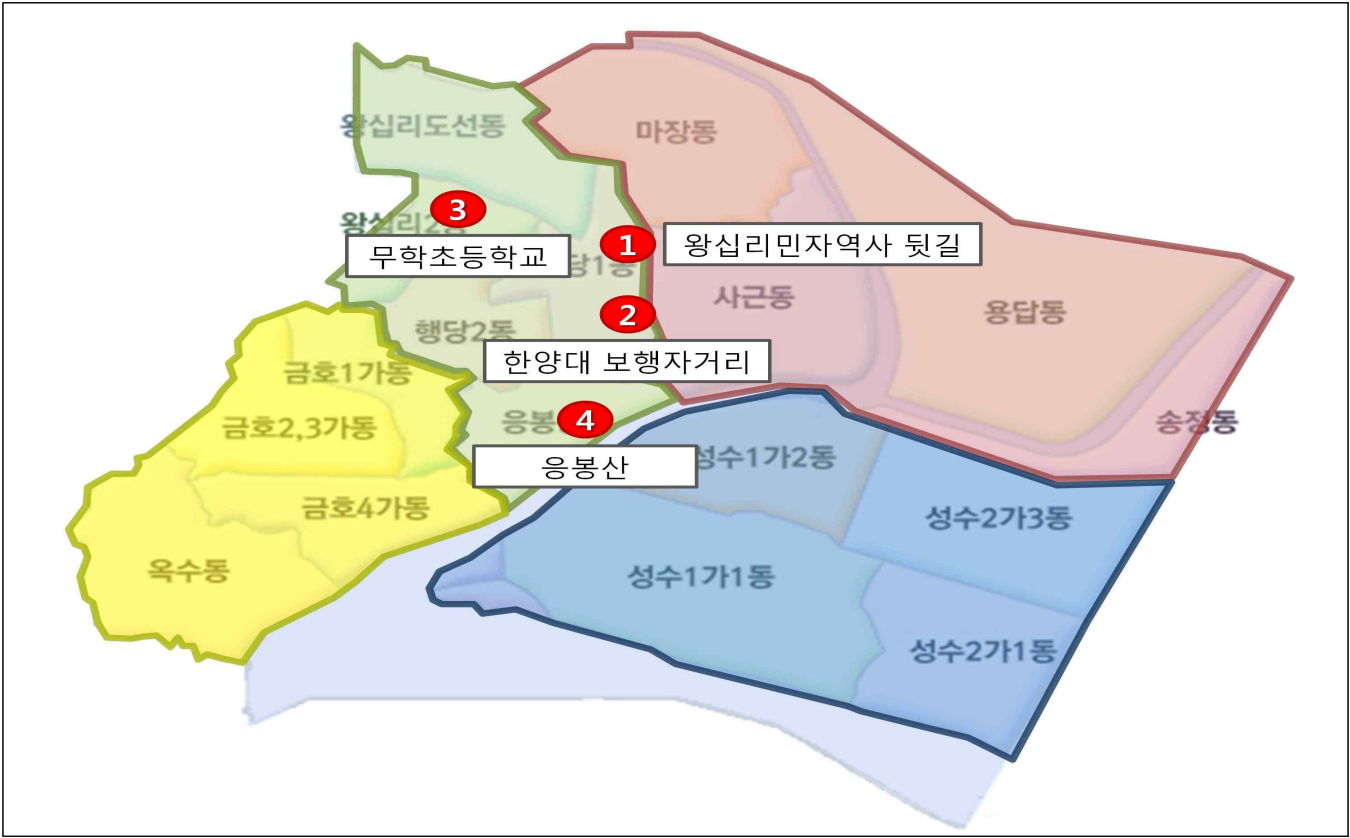 왕십리도선동
마장동
왕십리2동
3
무학초등학교
1
왕십리민자역사 뒷길
당1동
사근동
용답동
2
행당2동
한양대 보행자거리
금호1가동
금호2,3가동
응봉
4
송정동
응봉산
성수1가2동
금호4가동
성수2가3동
옥수동
성수1가1동
성수2가1동